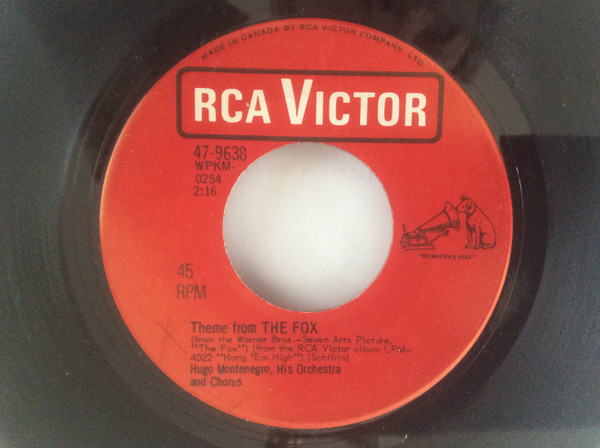 MADE IN CANADA BY RCA VICTOR COMPANY, LTD.
RCA VICTOR
47-9638
WPKM-
0254
2:16
"HIS MASTER'S VOICE"
45
RPM
Theme from THE FOX
(from the Warner Bros.-Seven Arts Picture,
"The Fox") (from the RCA Victor album LPM-
4022 "Hang 'Em High") (Schifrin)
Hugo Montenegro, His Orchestra
and Chorus